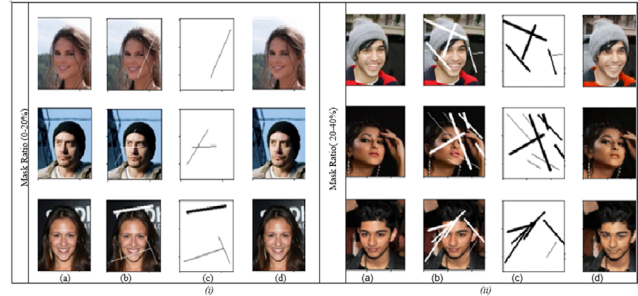 Mask Ratio (0-20%)
(a) (b) (c) (d)
(i)
Mask Ratio( 20-40%)
(a) (b) (c) (d)
(ii)